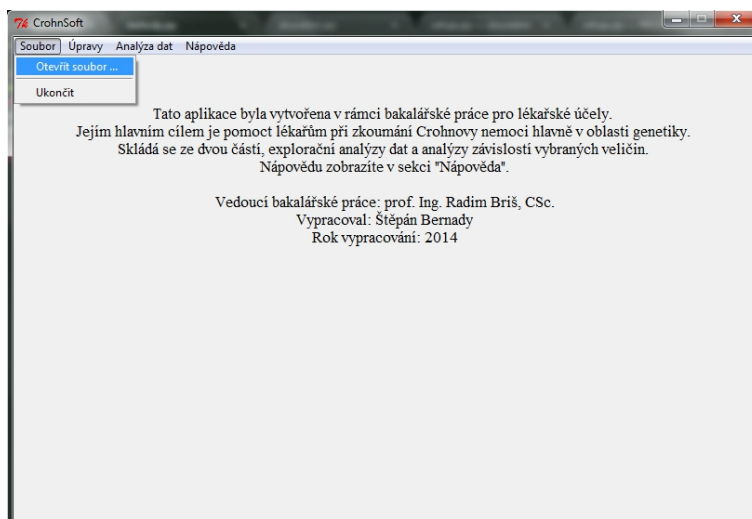 CrohnSoft
Soubor Úpravy Analýza dat Nápověda
Otevřít soubor ...
Ukončit
Tato aplikace byla vytvořena v rámci bakalářské práce pro lékařské účely.
Jejím hlavním cílem je pomoct lékařům při zkoumání Crohnovy nemoci hlavně v oblasti genetiky.
Skládá se ze dvou částí, explorační analýzy dat a analýzy závislostí vybraných veličin.
Nápovědu zobrazíte v sekci "Nápověda".
Vedoucí bakalářské práce: prof. Ing. Radim Briš, CSc.
Vypracoval: Štěpán Bernady
Rok vypracování: 2014